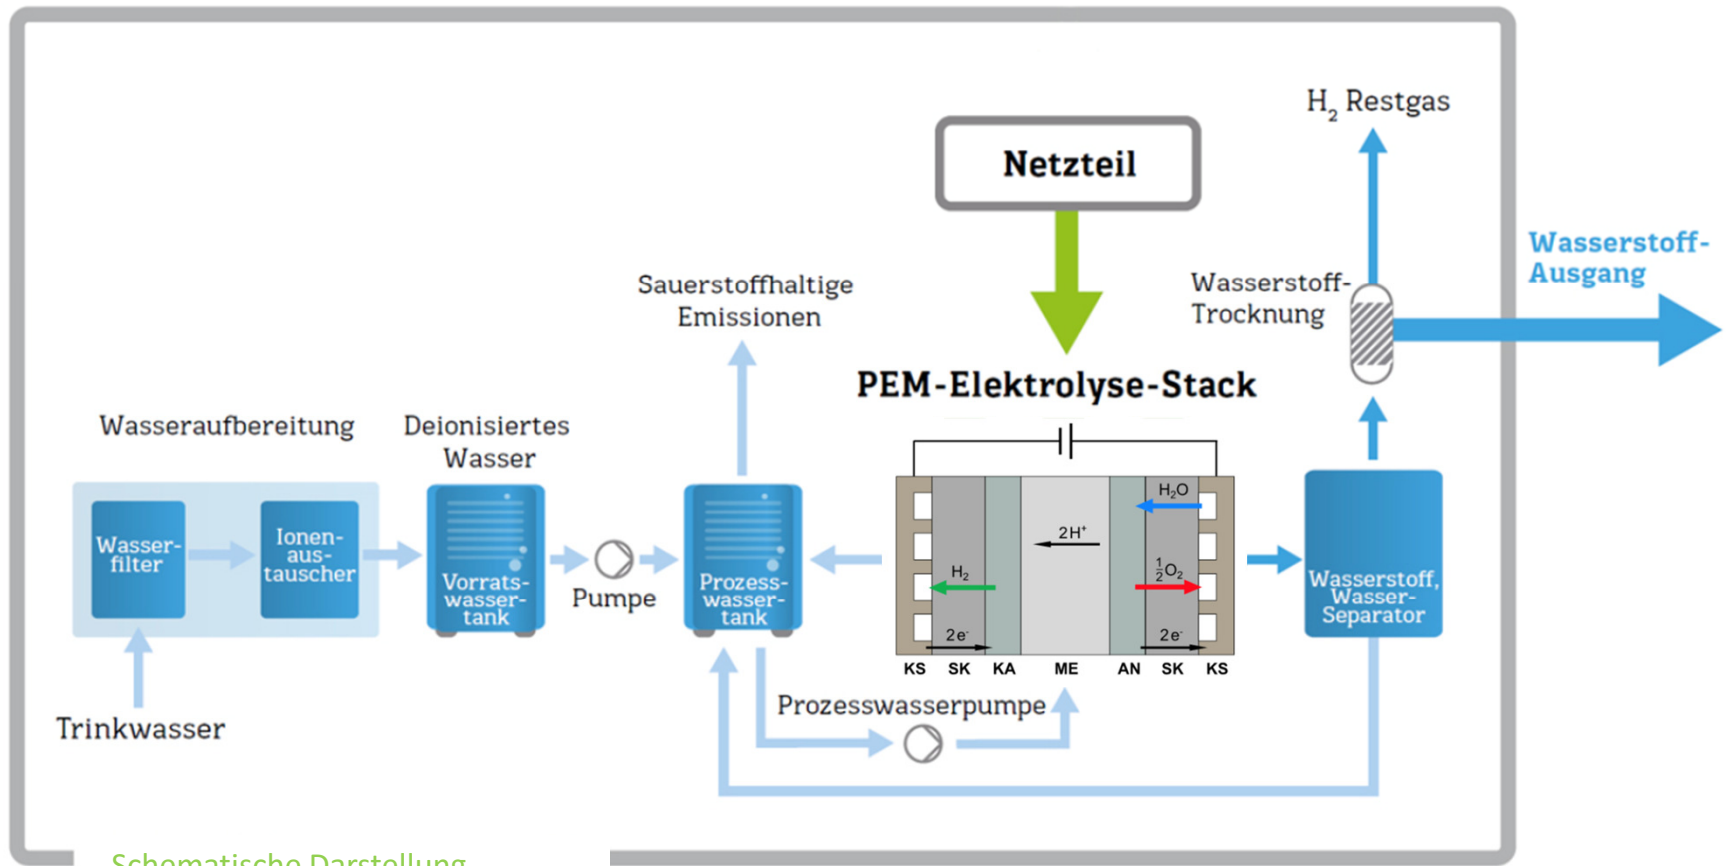 H₂ Restgas
Netzteil
Wasserstoff-
Ausgang
Wasserstoff-
Trocknung
Sauerstoffhaltige
Emissionen
PEM-Elektrolyse-Stack
Wasseraufbereitung
Deionisiertes
Wasser
Wasser-
filter
Ionen-
aus-
tauscher
Vorrats-
wasser-
tank
Pumpe
Prozess-
wasser-
tank
H₂O
2H⁺
H₂
½O₂
2e⁻
2e⁻
KS SK KA ME AN SK KS
Wasserstoff,
Wasser-
Separator
Prozesswasserpumpe
Trinkwasser
Schematische Darstellung